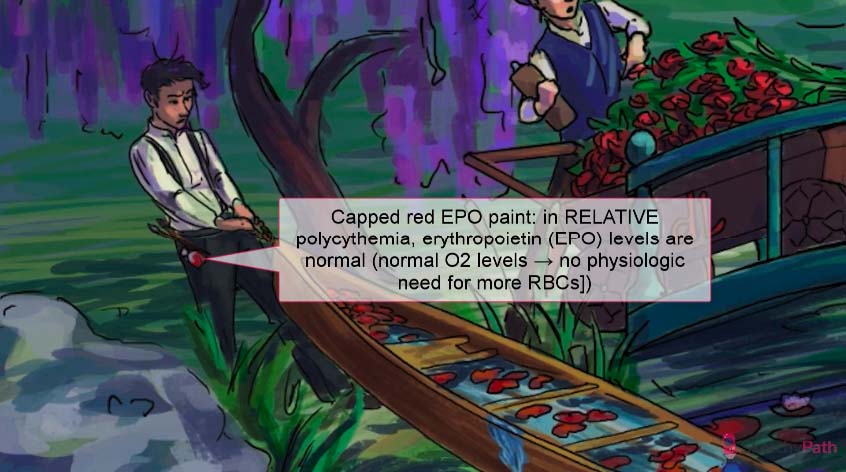 Capped red EPO paint: in RELATIVE
polycythemia, erythropoietin (EPO) levels are
normal (normal O2 levels → no physiologic
need for more RBCs])
Path